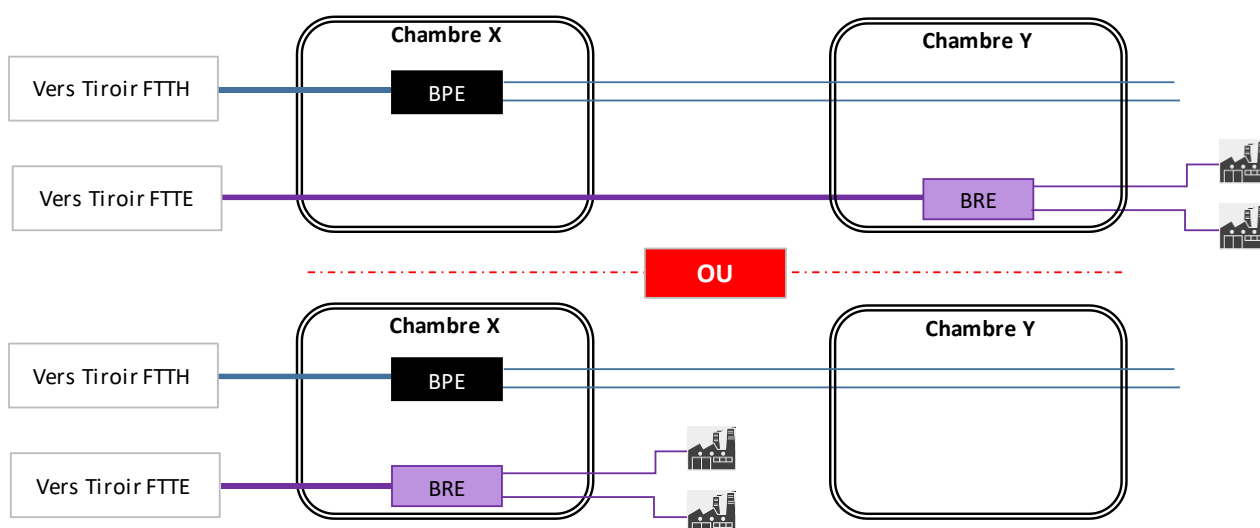 Chambre X
Chambre Y
Vers Tiroir FTTH
BPE
Vers Tiroir FTTE
BRE
OU
Chambre X
Chambre Y
Vers Tiroir FTTH
BPE
Vers Tiroir FTTE
BRE